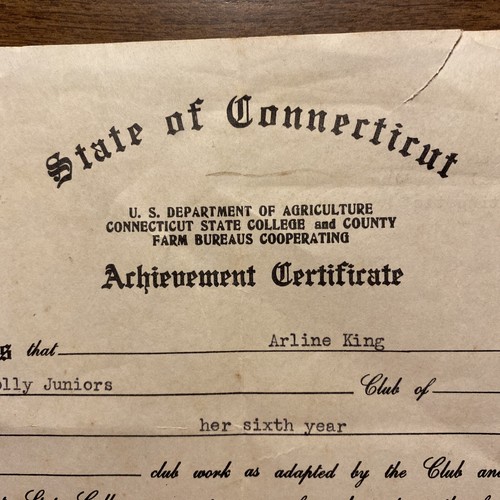 State of Connecticut
U. S. DEPARTMENT OF AGRICULTURE
CONNECTICUT STATE COLLEGE and COUNTY
FARM BUREAUS COOPERATING
Achievement Certificate
that Arline King
Juniors Club of
her sixth year
club work as adapted by the Club